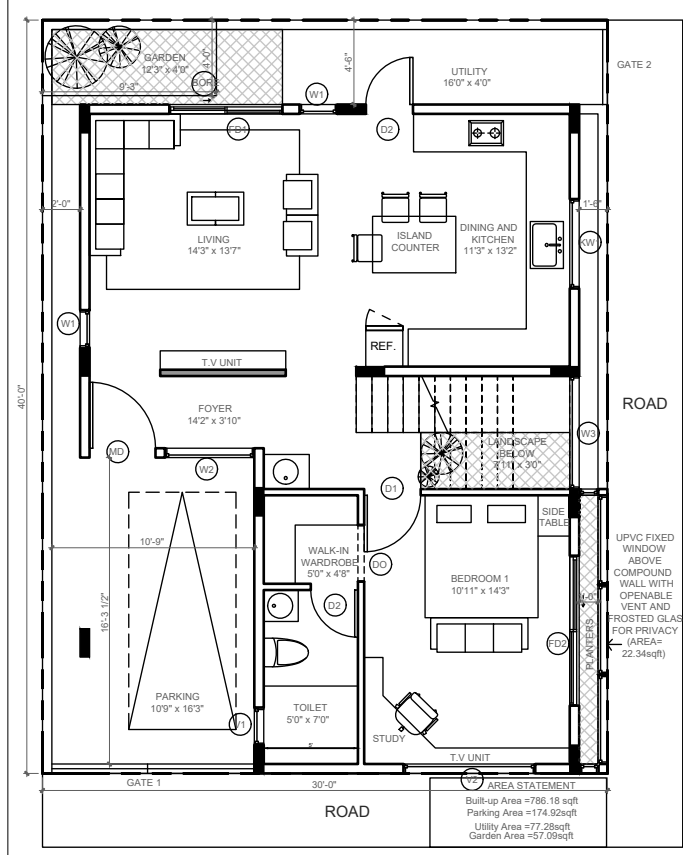 GARDEN
12'3" x 4'0"
4'-0"
9'-3"
4'-6"
UTILITY
16'0" x 4'0"
GATE 2
W1
FD1
D2
2'-0"
1'-6"
LIVING
14'3" x 13'7"
ISLAND
COUNTER
DINING AND
KITCHEN
11'3" x 13'2"
KW
W1
REF.
T.V UNIT
40'-0"
FOYER
14'2" x 3'10"
ROAD
MD
W2
W3
LANDSCAPE
BELOW
7'11" x 3'0"
D1
10'-9"
SIDE
TABLE
WALK-IN
WARDROBE
5'0" x 4'8"
DO
BEDROOM 1
10'11" x 14'3"
UPVC FIXED
WINDOW
ABOVE
COMPOUND
WALL WITH
OPENABLE
VENT AND
FROSTED GLAS
FOR PRIVACY
(AREA=
22.34sqft)
16'-3 1/2"
D2
FD2
PLANTERS
PARKING
10'9" x 16'3"
V1
TOILET
5'0" x 7'0"
STUDY
T.V UNIT
GATE 1
30'-0"
V2
ROAD
AREA STATEMENT
Built-up Area =786.18 sqft
Parking Area =174.92sqft
Utility Area =77.28sqft
Garden Area =57.09sqft